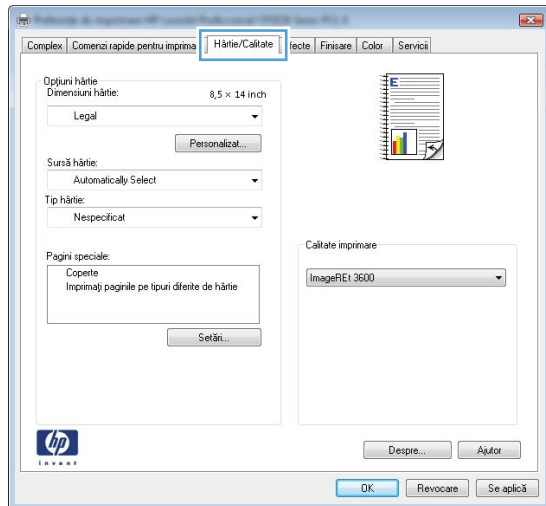 Complex
Comenzi rapide pentru imprima
Hârtie/Calitate
fecte
Finisare
Color
Servicii
Opțiuni hârtie
Dimensiuni hârtie:
8,5 × 14 inch
Legal
Personalizat...
Sursă hârtie:
Automatically Select
Tip hârtie:
Nespecificat
Pagini speciale:
Coperte
Imprimați paginile pe tipuri diferite de hârtie
Setări...
E
Calitate imprimare
ImageREt 3600
hp
invent
Despre...
Ajutor
OK
Revocare
Se aplică